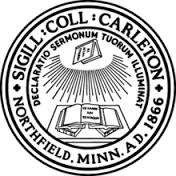 SIGILL : COLL : CARLETON
DECLARATIO SERMONUM TUORUM ILLUMINAT
NORTHFIELD, MINN. A.D. 1866